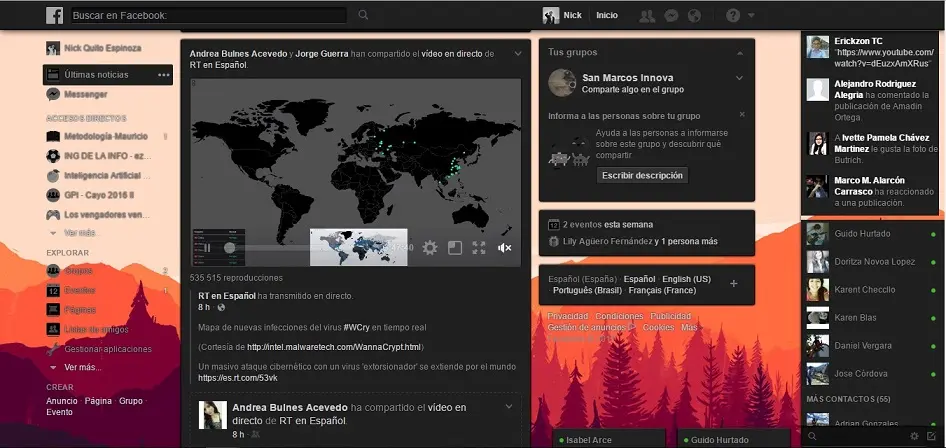 Buscar en Facebook:
Nick
Inicio
?
Nick Quito Espinoza
Últimas noticias
Messenger
ACCESOS DIRECTOS
Metodología-Mauricio 1
ING DE LA INFO - ez...
Inteligencia Artificial ...
GPI - Cayo 2016 II
Los vengadores ven...
Ver más...
EXPLORAR
Grupos 2
Eventos 1
Páginas
Listas de amigos
Gestionar aplicaciones
Ver más...
CREAR
Anuncio · Página · Grupo ·
Evento
Andrea Bulnes Acevedo y Jorge Guerra han compartido el vídeo en directo de
RT en Español.
535 515 reproducciones
RT en Español ha transmitido en directo.
8 h ·
Mapa de nuevas infecciones del virus #WCry en tiempo real
(Cortesía de http://intel.malwaretech.com/WannaCrypt.html)
Un masivo ataque cibernético con un virus 'extorsionador' se extiende por el mundo
https://es.rt.com/53vk
Andrea Bulnes Acevedo ha compartido el vídeo en
directo de RT en Español.
8 h ·
Tus grupos
San Marcos Innova
Comparte algo en el grupo
Informa a las personas sobre tu grupo
Ayuda a las personas a informarse
sobre este grupo y descubrir qué
compartir
Escribir descripción
12 2 eventos esta semana
Lily Agüero Fernández y 1 persona más
Español (España) · Español · English (US)
· Português (Brasil) · Français (France)
Privacidad · Condiciones · Publicidad
Gestión de anuncios · Cookies · Más
Isabel Arce
Guido Hurtado
Erickzon TC
"https://www.youtube.com/
watch?v=dEuzxAmXRus"
Alejandro Rodriguez
Alegria ha comentado la
publicación de Amadin
Ortega.
A Ivette Pamela Chávez
Martinez le gusta la foto de
Butrich.
Marco M. Alarcón
Carrasco ha reaccionado a
una publicación.
Guido Hurtado
Doritza Novoa Lopez
Karent Checcllo
Karen Blas
Daniel Vergara
Jose Córdova
MÁS CONTACTOS (55)
Adrian Gonzales